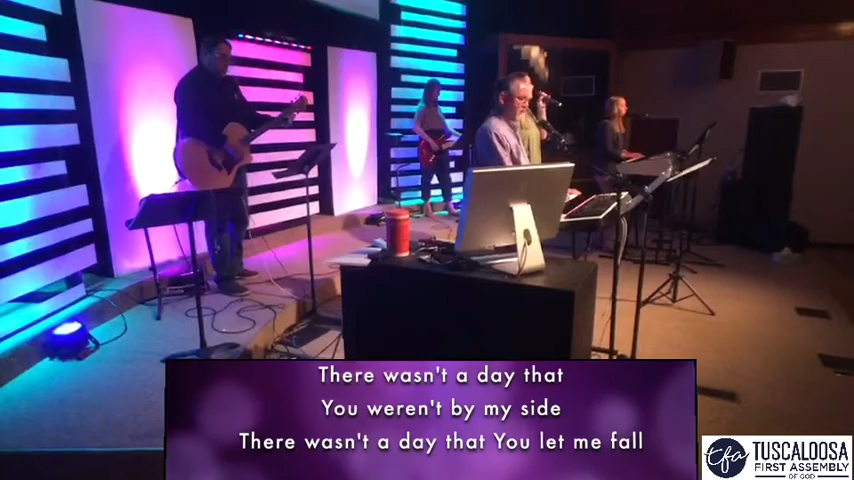 There wasn't a day that
You weren't by my side
There wasn't a day that You let me fall
tfa
TUSCALOOSA
FIRST ASSEMBLY
OF GOD